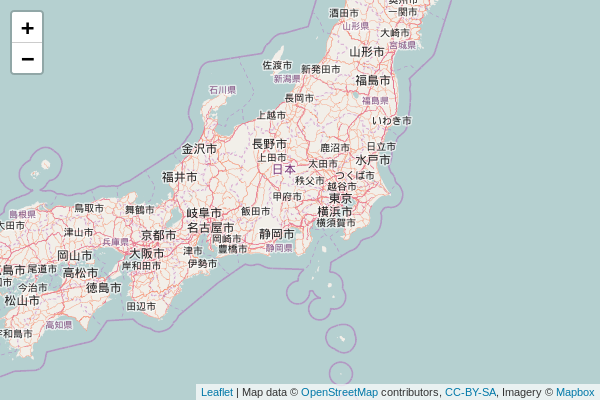 +
−
酒田市
一関市
山形県
大崎市
宮城県
山形市
佐渡市
新発田市
新潟県
福島市
石川県
長岡市
福島県
上越市
いわき市
金沢市
長野市
鹿沼市
日立市
上田市
太田市
水戸市
日本
福井市
秩父市
つくば市
越谷市
甲府市
東京
島根県
鳥取市
舞鶴市
岐阜市
飯田市
横浜市
横須賀市
津山市
兵庫県
京都市
名古屋市
岡崎市
静岡市
豊橋市
静岡県
岡山市
大阪市
津市
尾道市
高松市
岸和田市
伊勢市
今治市
徳島市
松山市
田辺市
高知県
宇和島市
Leaflet | Map data © OpenStreetMap contributors, CC-BY-SA, Imagery © Mapbox